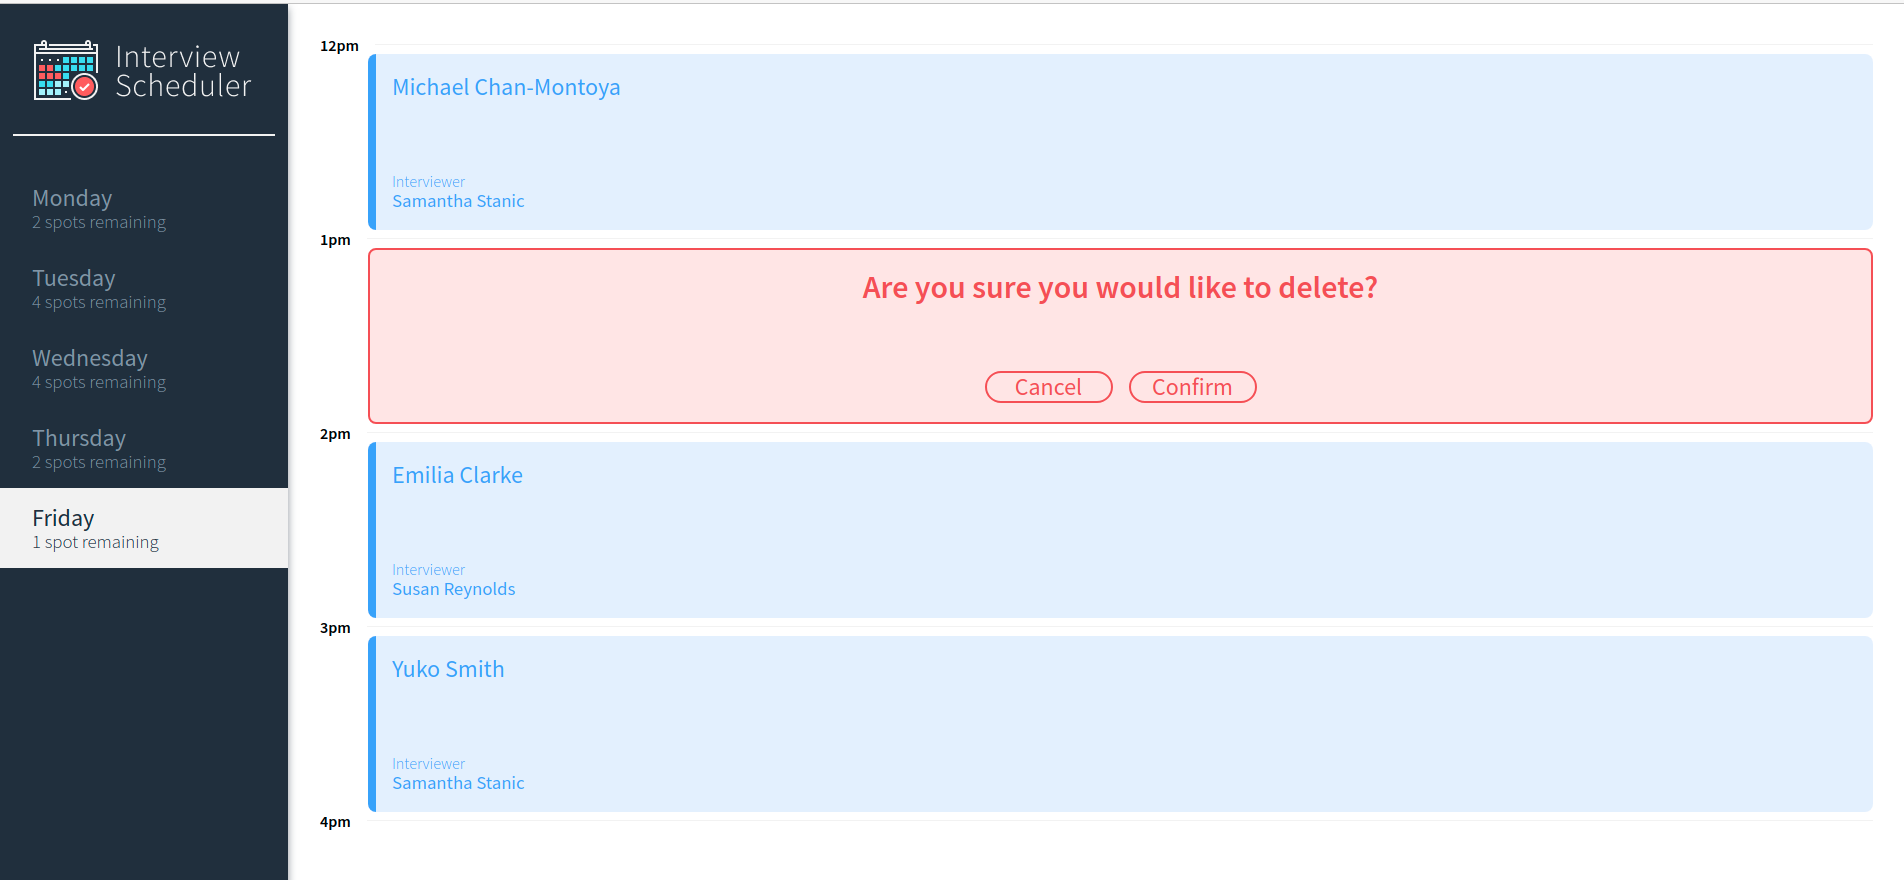 Interview
Scheduler
Monday
2 spots remaining
Tuesday
4 spots remaining
Wednesday
4 spots remaining
Thursday
2 spots remaining
Friday
1 spot remaining
12pm
Michael Chan-Montoya
Interviewer
Samantha Stanic
1pm
Are you sure you would like to delete?
Cancel Confirm
2pm
Emilia Clarke
Interviewer
Susan Reynolds
3pm
Yuko Smith
Interviewer
Samantha Stanic
4pm